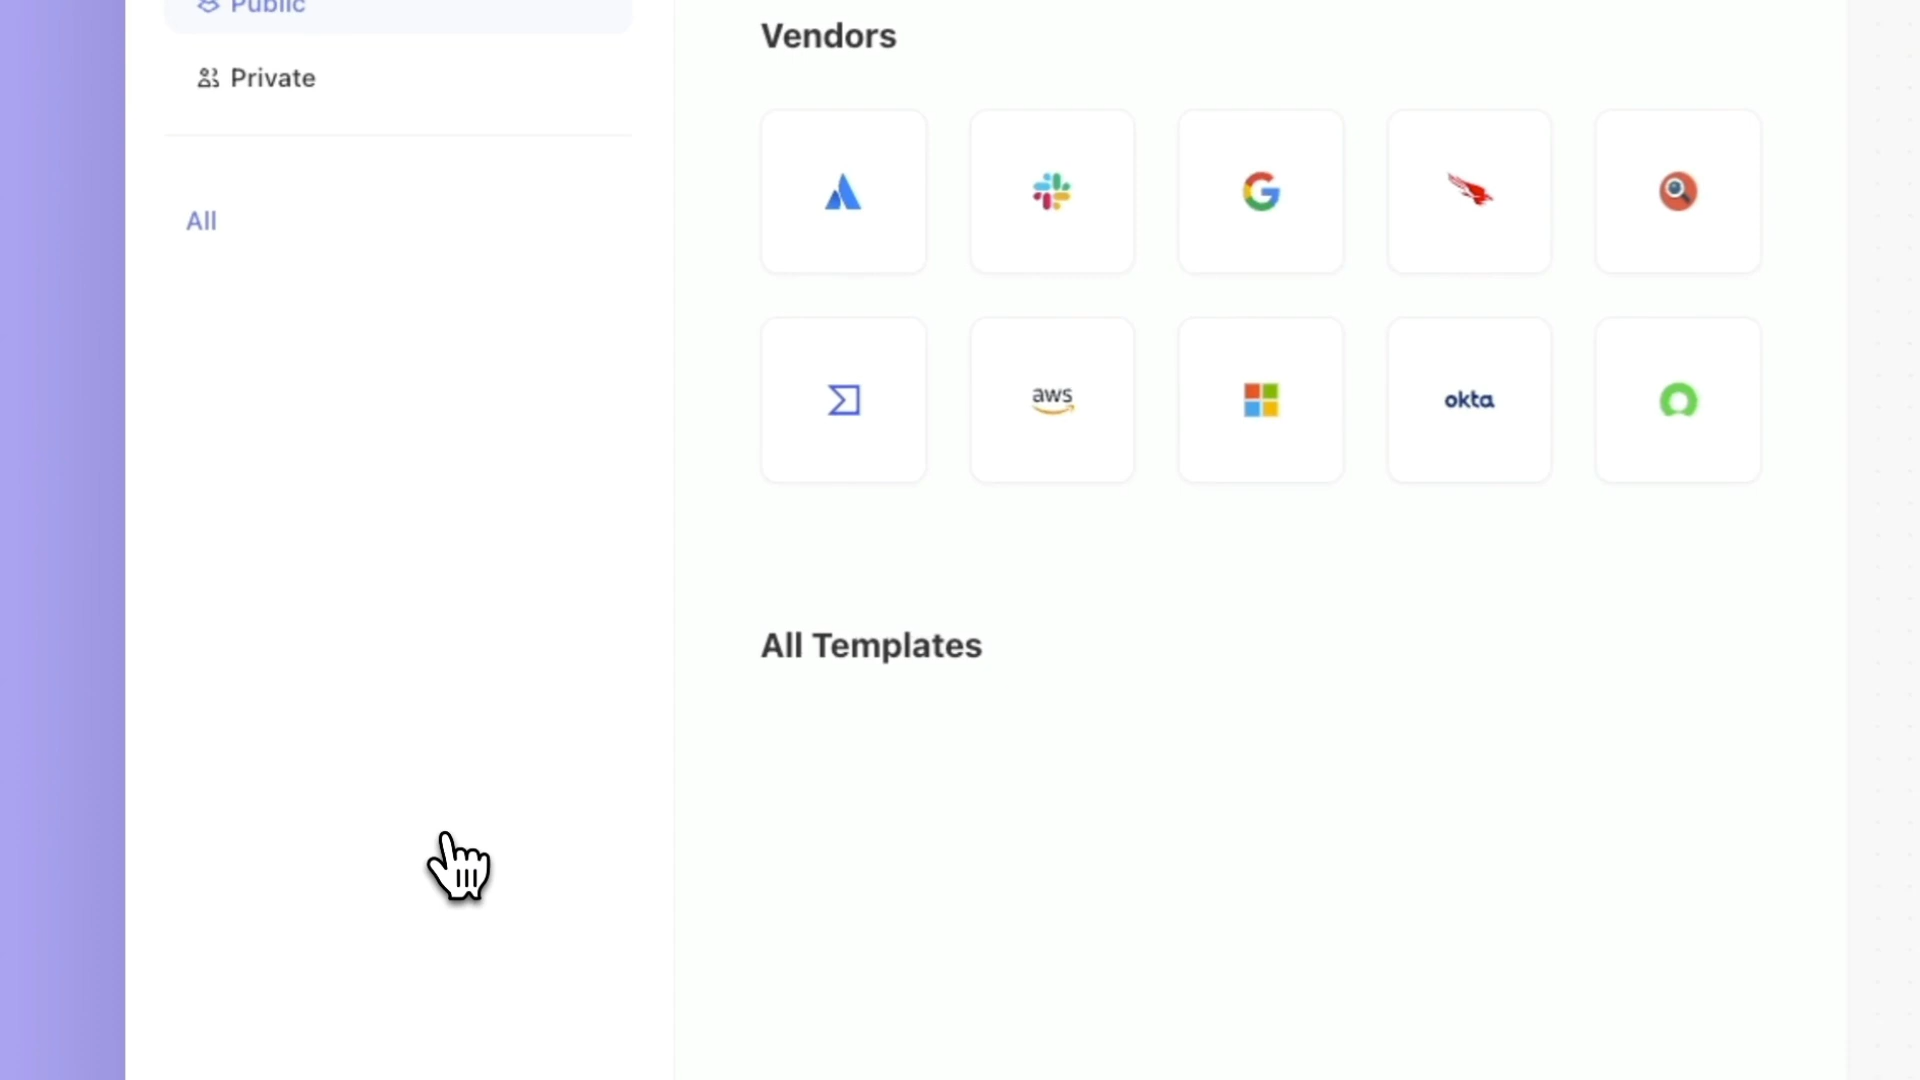 Public
Private
All
Vendors
aws
okta
All Templates